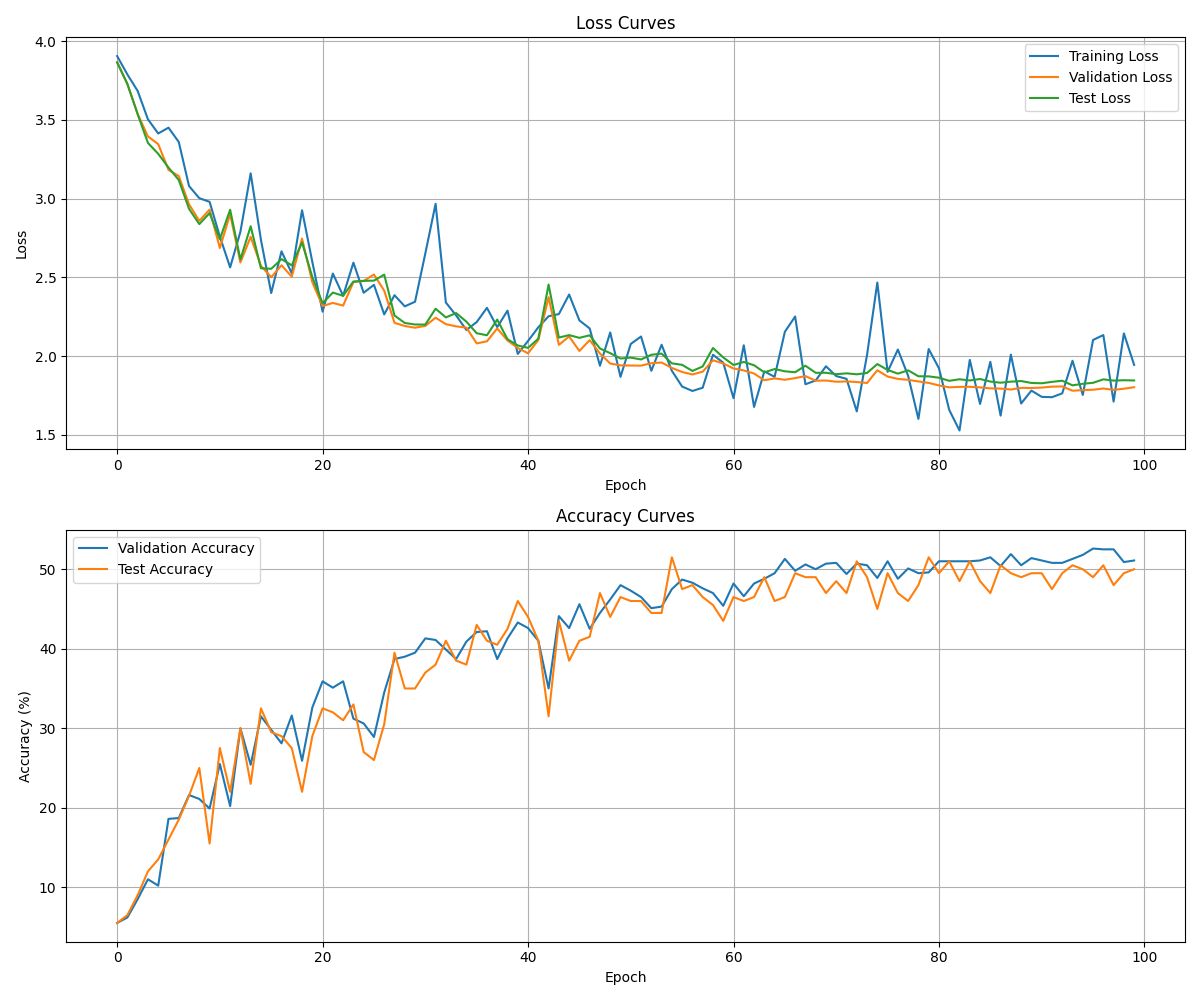 Loss Curves
4.0
3.5
3.0
2.5
2.0
1.5
Loss
Training Loss
Validation Loss
Test Loss
0 20 40 60 80 100
Epoch
Accuracy Curves
50
40
30
20
10
Accuracy (%)
Validation Accuracy
Test Accuracy
0 20 40 60 80 100
Epoch